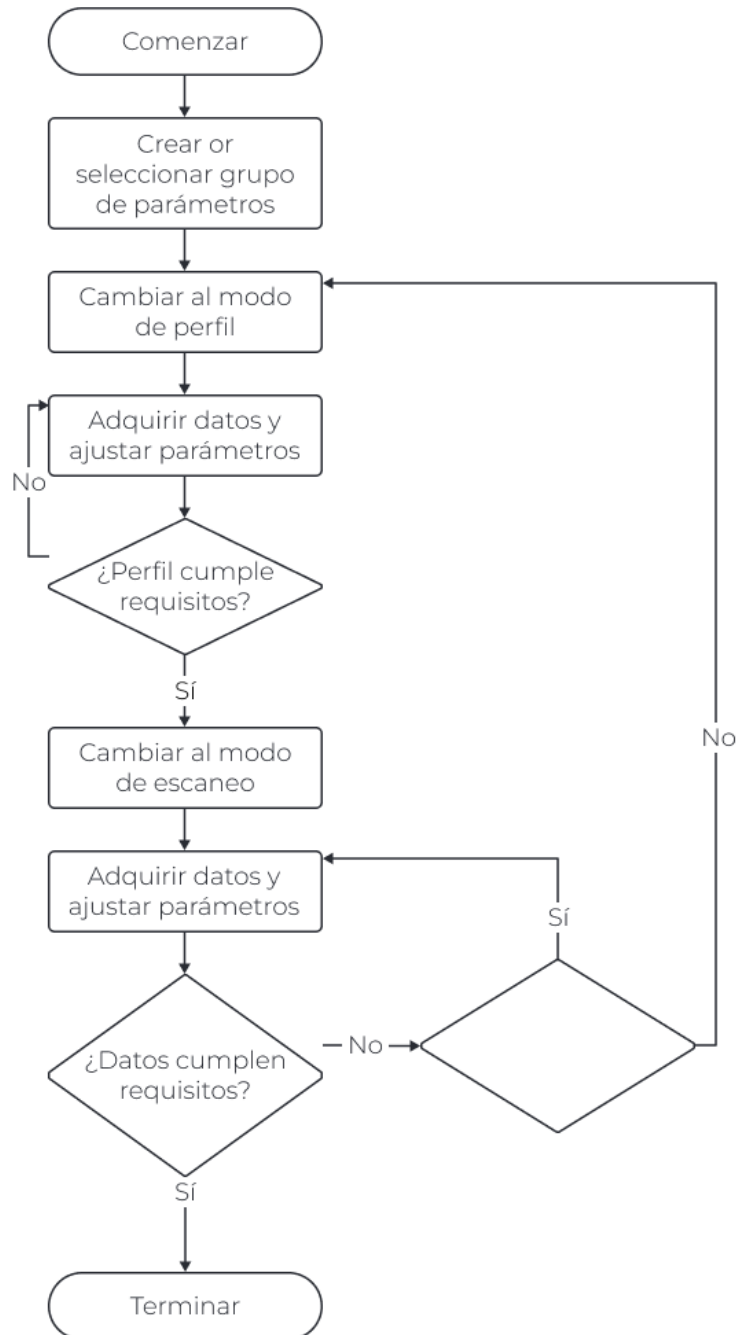 Comenzar
Crear or
seleccionar grupo
de parámetros
Cambiar al modo
de perfil
Adquirir datos y
ajustar parámetros
No
¿Perfil cumple
requisitos?
Sí
Cambiar al modo
de escaneo
No
Adquirir datos y
ajustar parámetros
Sí
¿Datos cumplen
requisitos?
No
Sí
Terminar